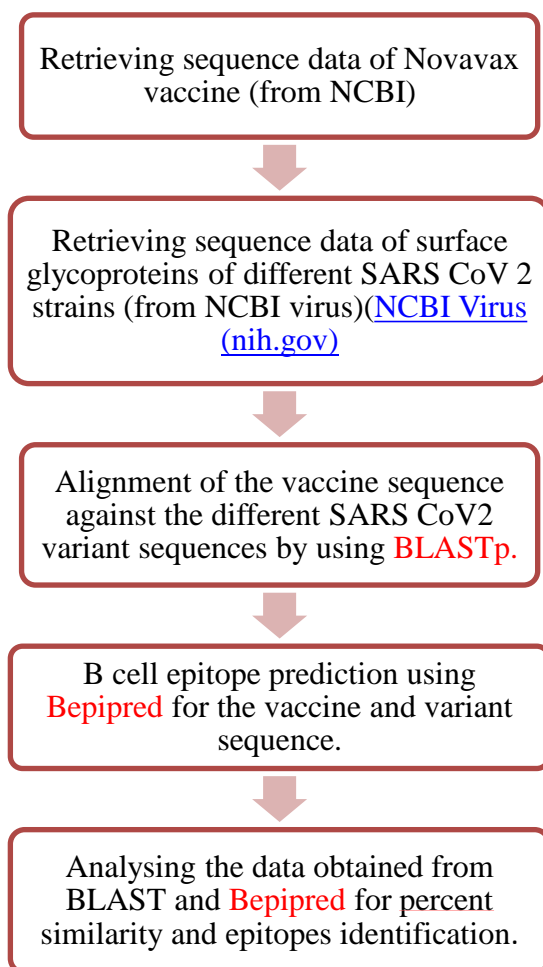 Retrieving sequence data of Novavax
vaccine (from NCBI)
Retrieving sequence data of surface
glycoproteins of different SARS CoV 2
strains (from NCBI virus)(NCBI Virus
(nih.gov)
Alignment of the vaccine sequence
against the different SARS CoV2
variant sequences by using BLASTp.
B cell epitope prediction using
Bepipred for the vaccine and variant
sequence.
Analysing the data obtained from
BLAST and Bepipred for percent
similarity and epitopes identification.